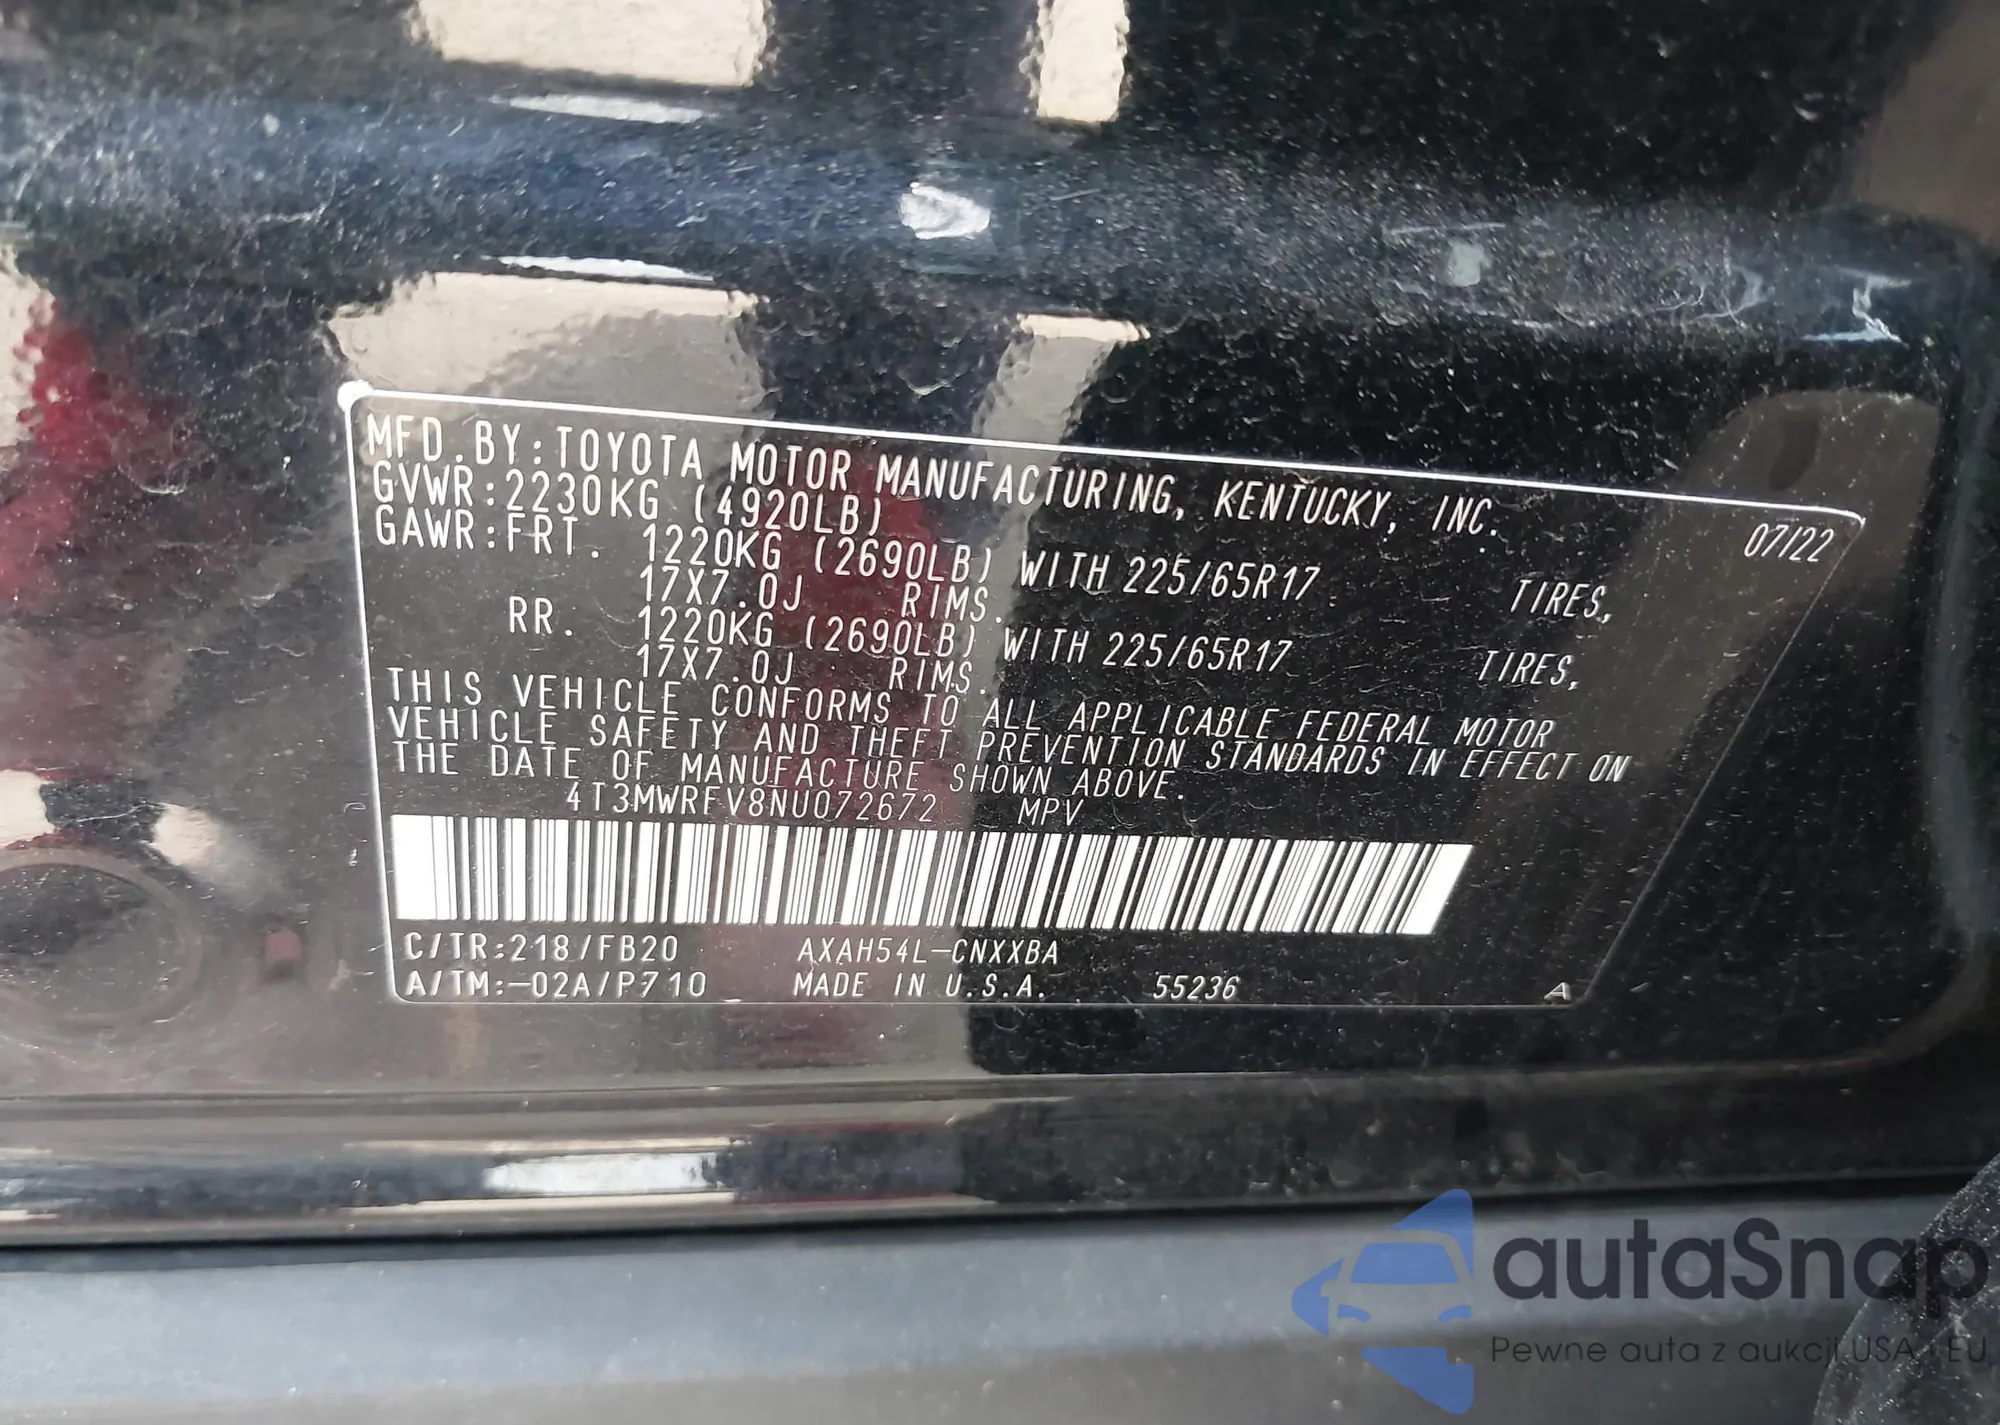 MFD. BY: TOYOTA MOTOR MANUFACTURING, KENTUCKY, INC.
GVWR: 2230KG (4920LB) 07/22
GAWR: FRT. 1220KG (2690LB) WITH 225/65R17 TIRES,
17X7.0J RIMS.
RR. 1220KG (2690LB) WITH 225/65R17 TIRES,
17X7.0J RIMS.
THIS VEHICLE CONFORMS TO ALL APPLICABLE FEDERAL MOTOR
VEHICLE SAFETY AND THEFT PREVENTION STANDARDS IN EFFECT ON
THE DATE OF MANUFACTURE SHOWN ABOVE.
4T3MWRFV8NU072672 MPV
C/TR:218/FB20 AXAH54L-CNXXBA
A/TM:-02A/P710 MADE IN U.S.A. 55236 A
autaSnap
Pewne auta z aukcji USA i EU